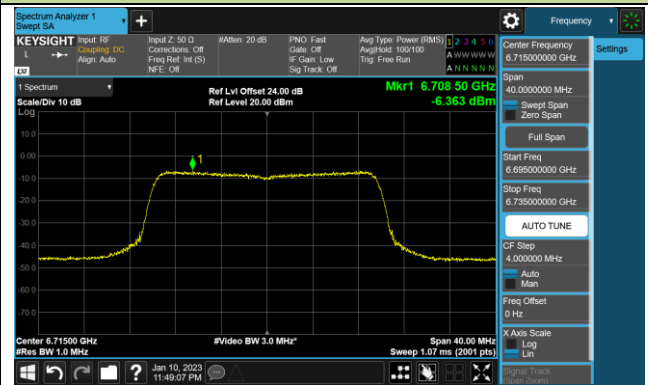 Spectrum Analyzer 1
Swept SA
Frequency
KEYSIGHT
L
LXI
Input: RF
Coupling: DC
Align: Auto
Input Z: 50 Ω
Corrections: Off
Freq Ref: Int (S)
NFE: Off
#Atten: 20 dB
PNO: Fast
Gate: Off
IF Gain: Low
Sig Track: Off
Avg Type: Power (RMS)
Avg|Hold: 100/100
Trig: Free Run
1 2 3 4 5 6
A W W W W W
A N N N N N
1 Spectrum
Scale/Div 10 dB
Log
Ref Lvl Offset 24.00 dB
Ref Level 20.00 dBm
Mkr1 6.708 50 GHz
-6.363 dBm
10.0
0.00
-10.0
-20.0
-30.0
-40.0
-50.0
-60.0
-70.0
1
Center 6.71500 GHz
#Res BW 1.0 MHz
#Video BW 3.0 MHz*
Span 40.00 MHz
Sweep 1.07 ms (2001 pts)
Center Frequency
6.715000000 GHz
Settings
Span
40.0000000 MHz
Swept Span
Zero Span
Full Span
Start Freq
6.695000000 GHz
Stop Freq
6.735000000 GHz
AUTO TUNE
CF Step
4.000000 MHz
Auto
Man
Freq Offset
0 Hz
X Axis Scale
Log
Lin
Signal Track
(Span Zoom)
?
Jan 10, 2023
11:49:07 PM